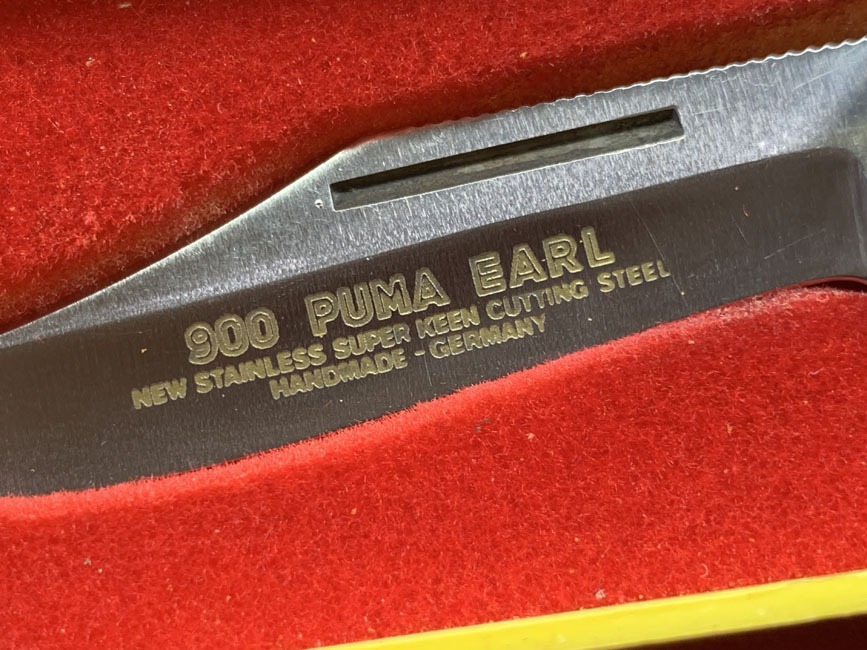 900 PUMA EARL
NEW STAINLESS SUPER KEEN CUTTING STEEL
HANDMADE - GERMANY